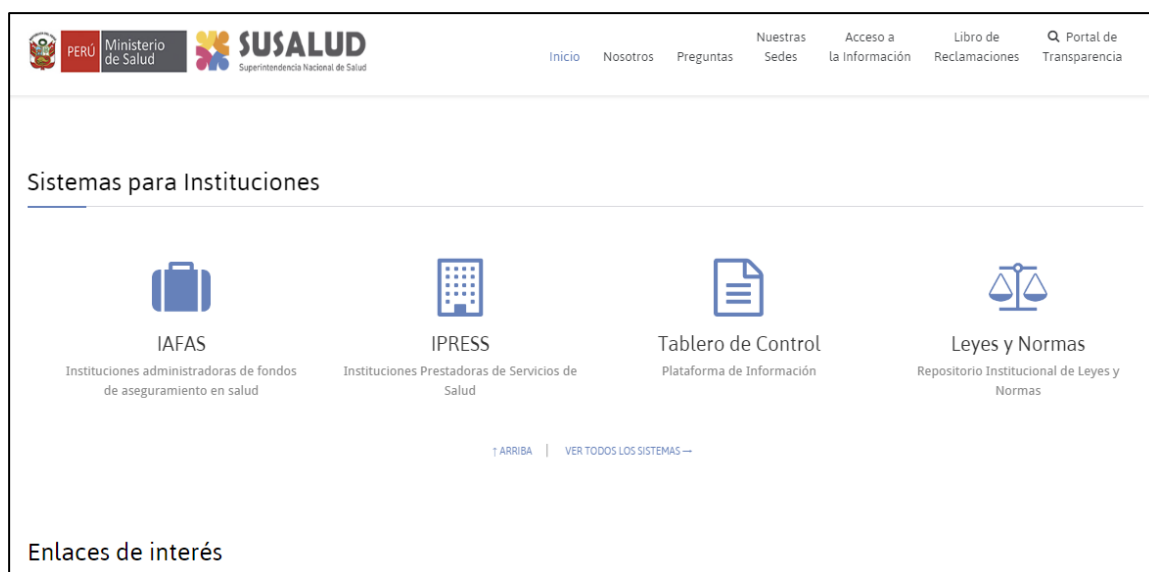 PERÚ
Ministerio
de Salud
SUSALUD
Superintendencia Nacional de Salud
Inicio
Nosotros
Preguntas
Nuestras
Sedes
Acceso a
la Información
Libro de
Reclamaciones
Portal de
Transparencia
Sistemas para Instituciones
IAFAS
Instituciones administradoras de fondos
de aseguramiento en salud
IPRESS
Instituciones Prestadoras de Servicios de
Salud
Tablero de Control
Plataforma de Información
Leyes y Normas
Repositorio Institucional de Leyes y
Normas
↑ ARRIBA | VER TODOS LOS SISTEMAS →
Enlaces de interés